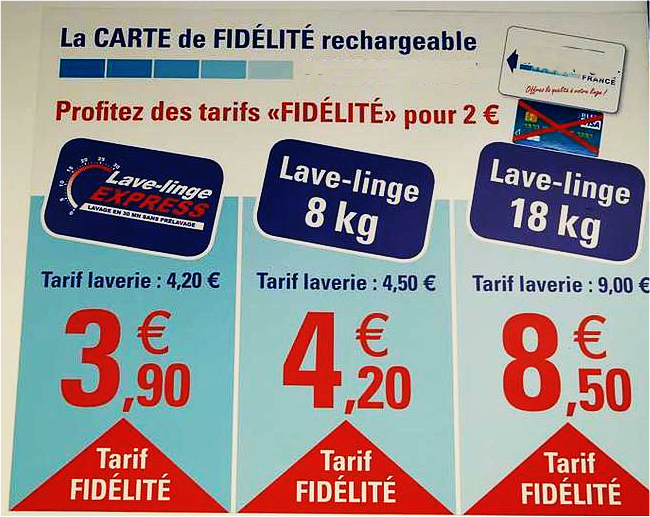 La CARTE de FIDÉLITÉ rechargeable
FRANCE
Offrez la qualité à votre linge !
Profitez des tarifs «FIDÉLITÉ» pour 2 €
VISA
Lave-linge
EXPRESS
LAVAGE EN 30 MN SANS PRÉLAVAGE
Lave-linge
8 kg
Lave-linge
18 kg
Tarif laverie : 4,20 €
Tarif laverie : 4,50 €
Tarif laverie : 9,00 €
3,90 €
4,20 €
8,50 €
Tarif
FIDÉLITÉ
Tarif
FIDÉLITÉ
Tarif
FIDÉLITÉ